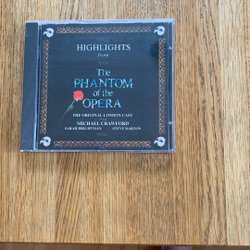 HIGHLIGHTS
from
The
PHANTOM
of the
OPERA
THE ORIGINAL LONDON CAST
MICHAEL CRAWFORD
SARAH BRIGHTMAN STEVE BARTON